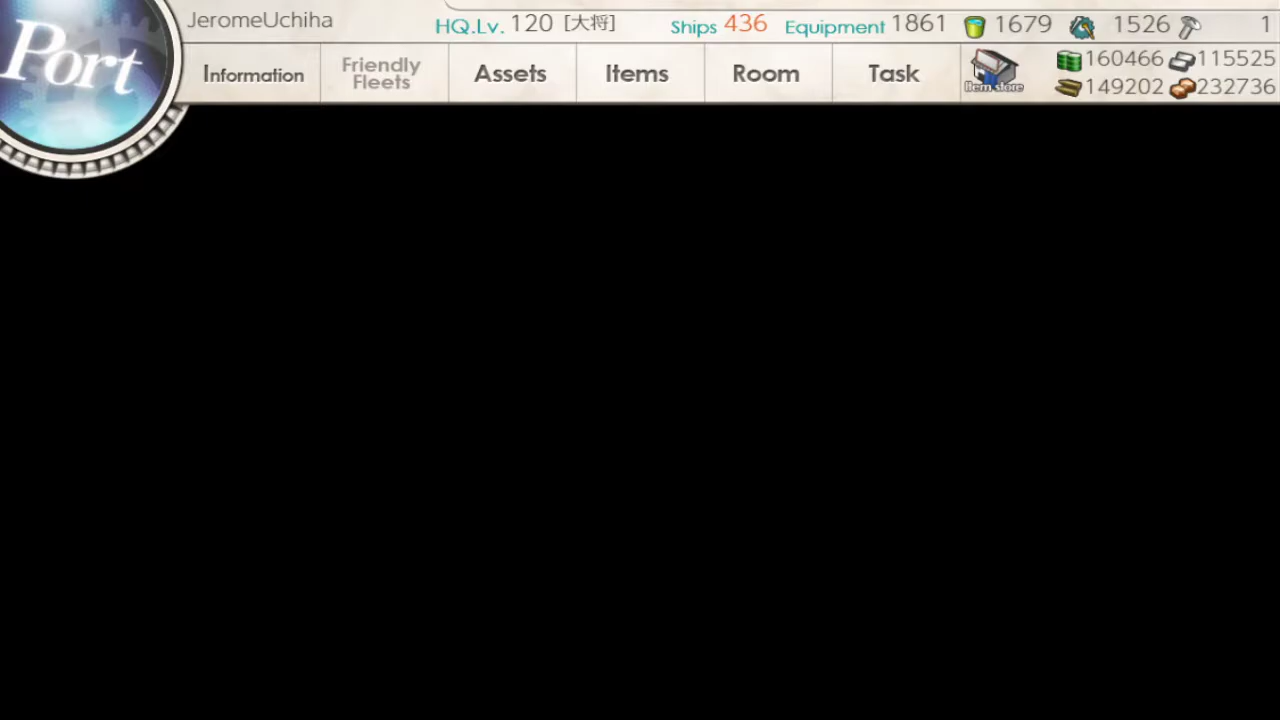 Port
JeromeUchiha
HQ.Lv. 120 [大将]
Ships 436
Equipment 1861
1679
1526
1
Information
Friendly
Fleets
Assets
Items
Room
Task
Item store
160466
115525
149202
232736